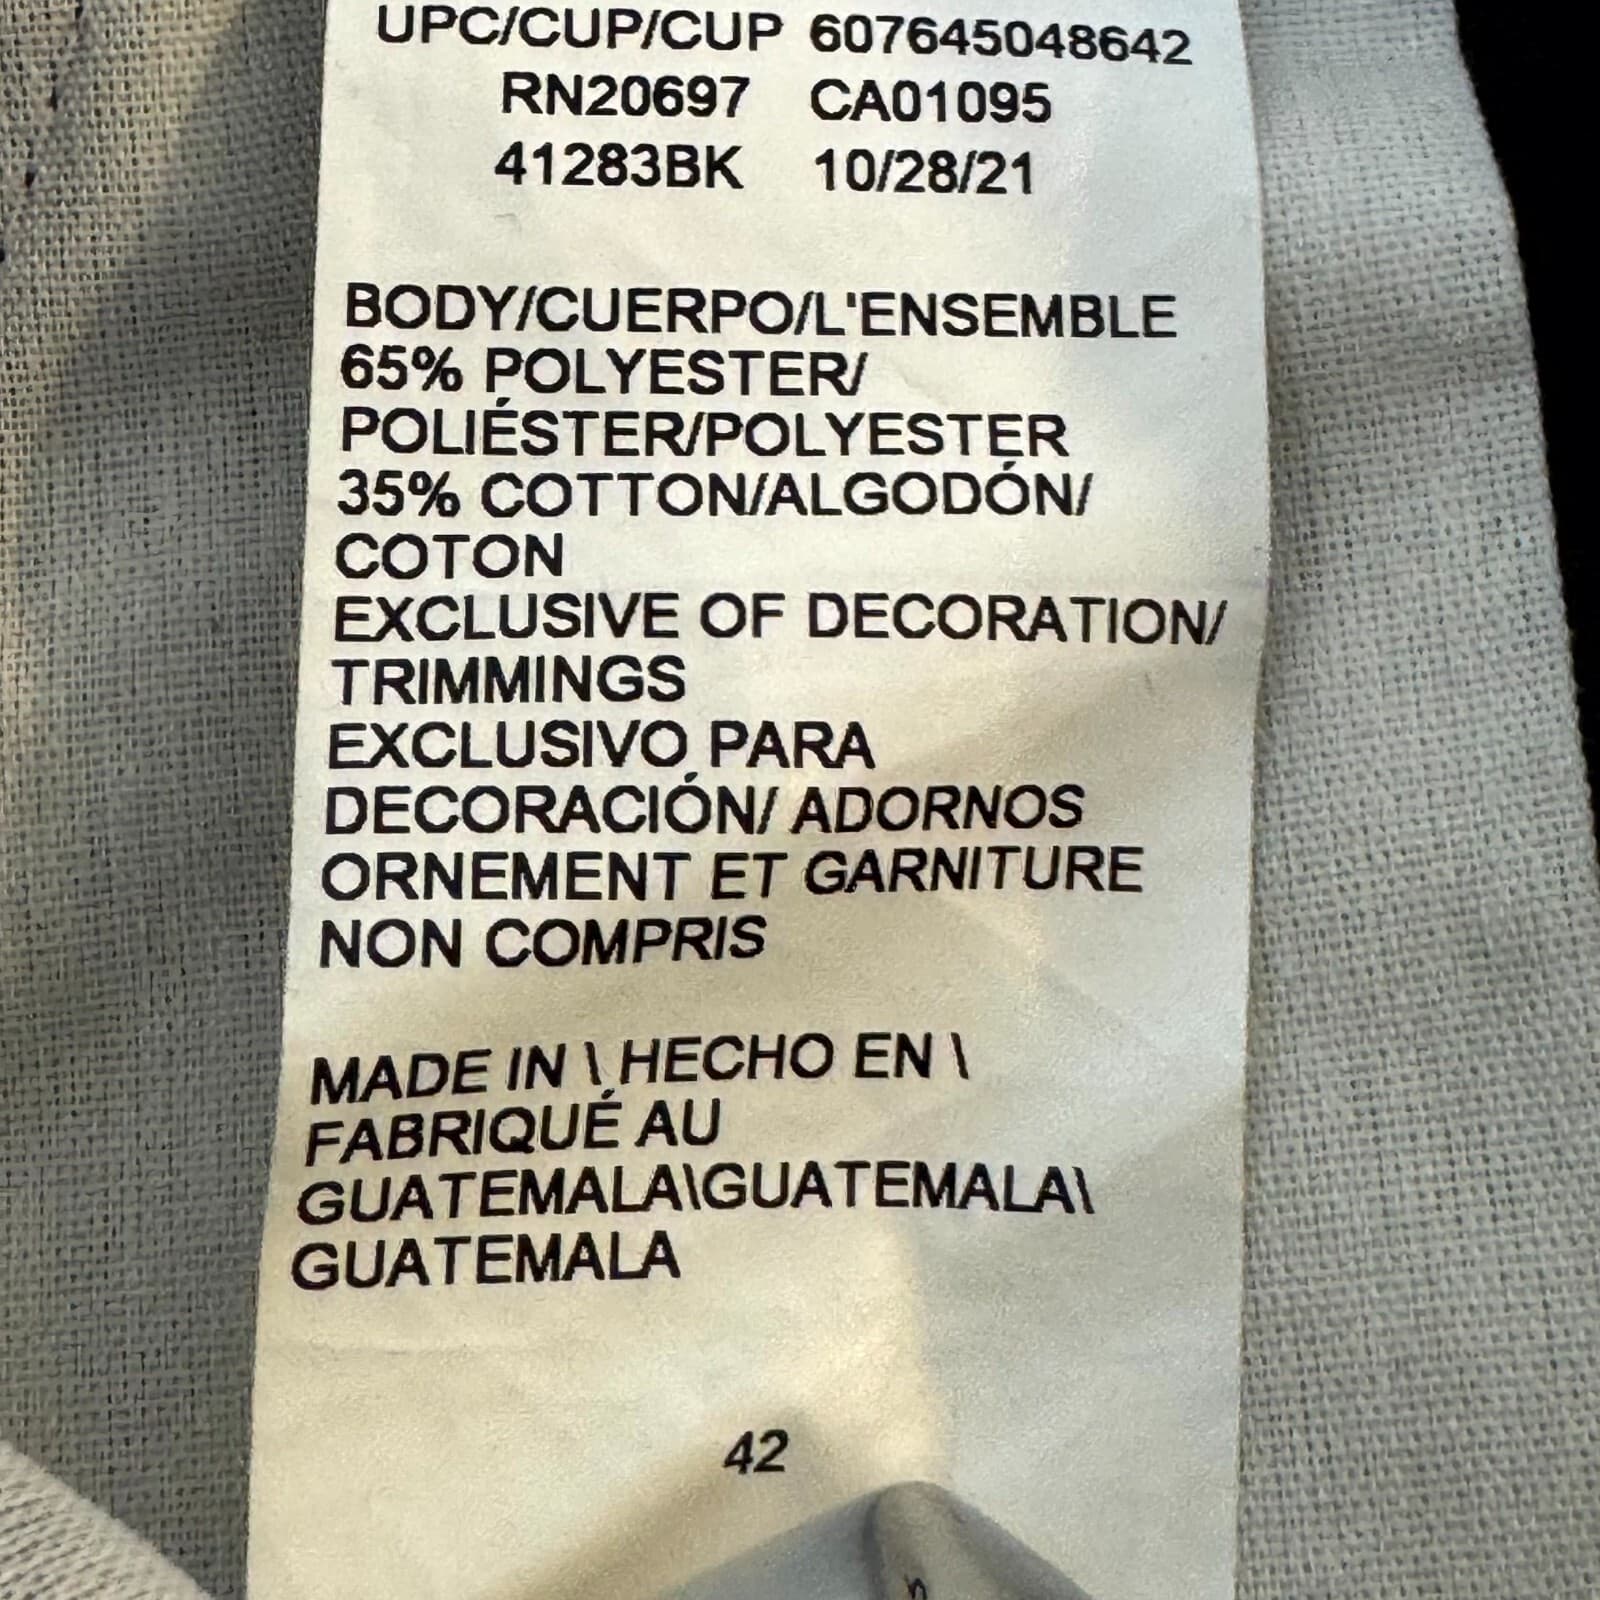 UPC/CUP/CUP 607645048642
RN20697 CA01095
41283BK 10/28/21
BODY/CUERPO/L'ENSEMBLE
65% POLYESTER/
POLIÉSTER/POLYESTER
35% COTTON/ALGODÓN/
COTON
EXCLUSIVE OF DECORATION/
TRIMMINGS
EXCLUSIVO PARA
DECORACIÓN/ ADORNOS
ORNEMENT ET GARNITURE
NON COMPRIS
MADE IN \ HECHO EN \
FABRIQUÉ AU
GUATEMALA\GUATEMALA\
GUATEMALA
42